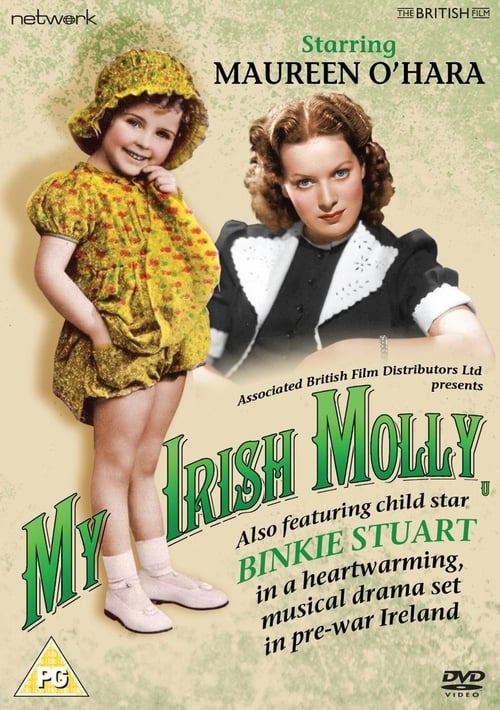 network
THE BRITISH FILM
Starring
MAUREEN O'HARA
Associated British Film Distributors Ltd
presents
MY IRISH MOLLY
U
Also featuring child star
BINKIE STUART
in a heartwarming,
musical drama set
in pre-war Ireland
PG
DVD
VIDEO